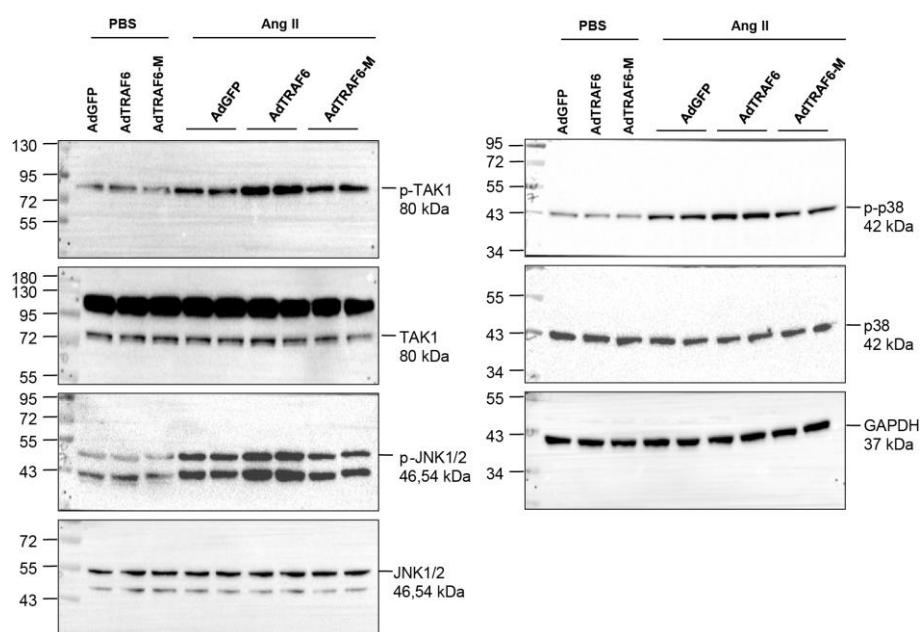 PBS
Ang II
AdGFP
AdTRAF6
AdTRAF6-M
AdGFP
AdTRAF6
AdTRAF6-M
130
95
72
55
p-TAK1
80 kDa
180
130
95
72
55
TAK1
80 kDa
95
72
55
43
p-JNK1/2
46,54 kDa
72
55
43
JNK1/2
46,54 kDa
PBS
Ang II
AdGFP
AdTRAF6
AdTRAF6-M
AdGFP
AdTRAF6
AdTRAF6-M
95
72
55
43
34
p-p38
42 kDa
55
43
34
p38
42 kDa
55
43
34
GAPDH
37 kDa